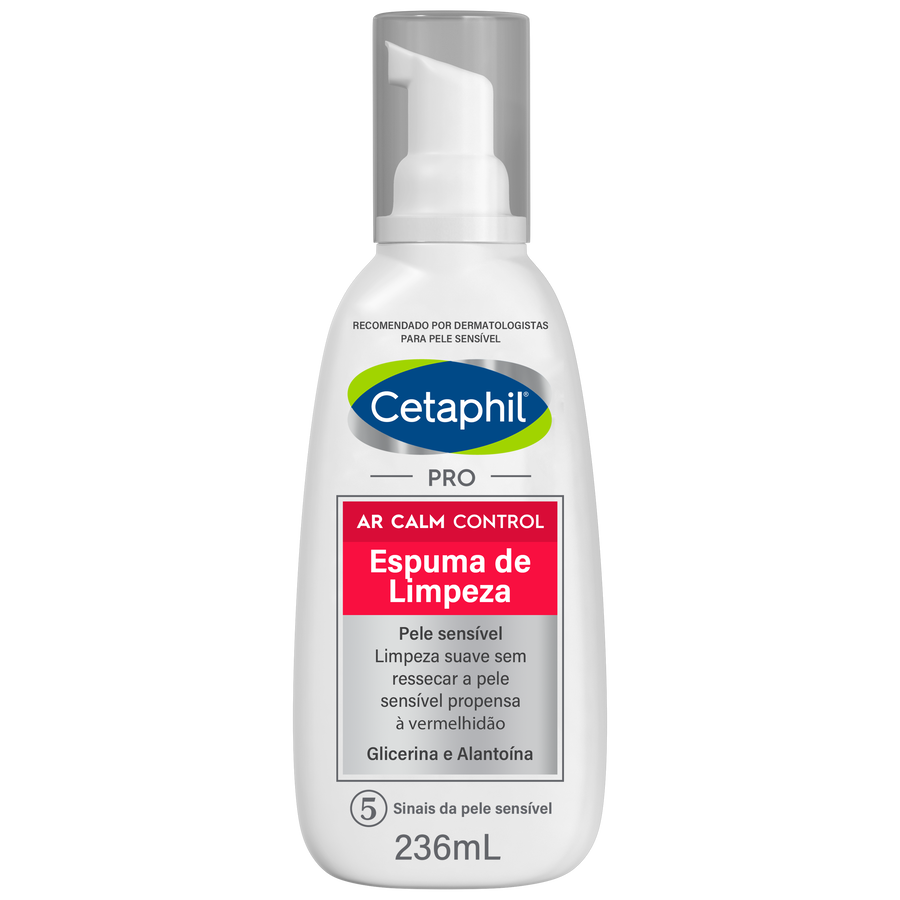 RECOMENDADO POR DERMATOLOGISTAS
PARA PELE SENSÍVEL
Cetaphil®
PRO
AR CALM CONTROL
Espuma de
Limpeza
Pele sensível
Limpeza suave sem
ressecar a pele
sensível propensa
à vermelhidão
Glicerina e Alantoína
5 Sinais da pele sensível
236mL